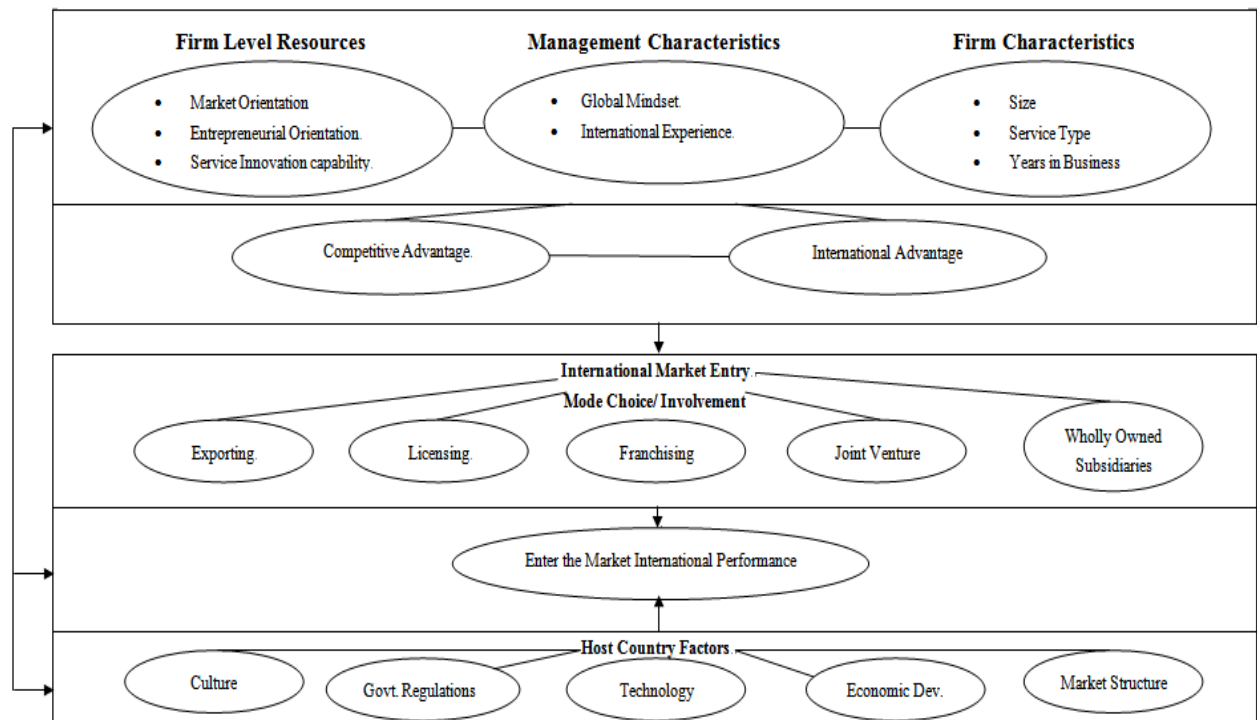 Firm Level Resources
Management Characteristics
Firm Characteristics
• Market Orientation
• Entrepreneurial Orientation.
• Service Innovation capability.
• Global Mindset.
• International Experience.
• Size
• Service Type
• Years in Business
Competitive Advantage.
International Advantage
International Market Entry.
Mode Choice/ Involvement
Exporting.
Licensing.
Franchising
Joint Venture
Wholly Owned
Subsidiaries
Enter the Market International Performance
Host Country Factors.
Culture
Govt. Regulations
Technology
Economic Dev.
Market Structure